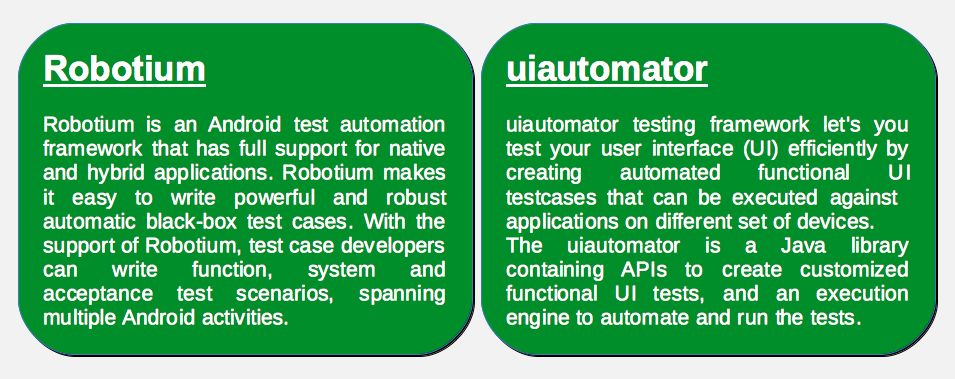 Robotium
Robotium is an Android test automation
framework that has full support for native
and hybrid applications. Robotium makes
it easy to write powerful and robust
automatic black-box test cases. With the
support of Robotium, test case developers
can write function, system and
acceptance test scenarios, spanning
multiple Android activities.
uiautomator
uiautomator testing framework let's you
test your user interface (UI) efficiently by
creating automated functional UI
testcases that can be executed against
applications on different set of devices.
The uiautomator is a Java library
containing APIs to create customized
functional UI tests, and an execution
engine to automate and run the tests.